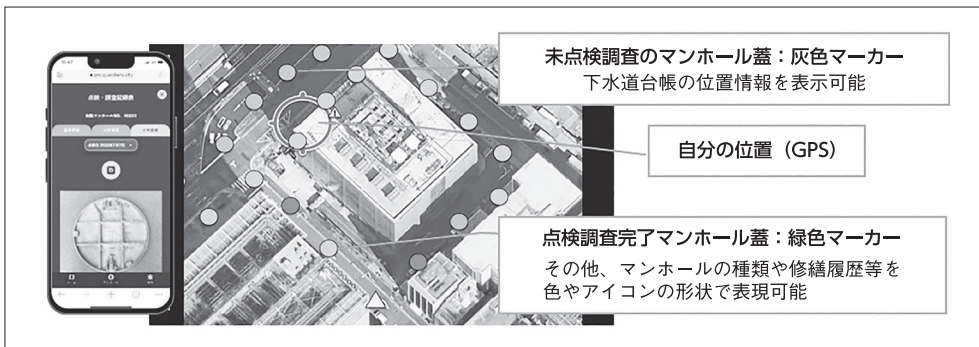 10:47
点検・調査記録表
未点検調査のマンホール蓋：灰色マーカー
下水道台帳の位置情報を表示可能
自分の位置（GPS）
点検調査完了マンホール蓋：緑色マーカー
その他、マンホールの種類や修繕履歴等を
色やアイコンの形状で表現可能